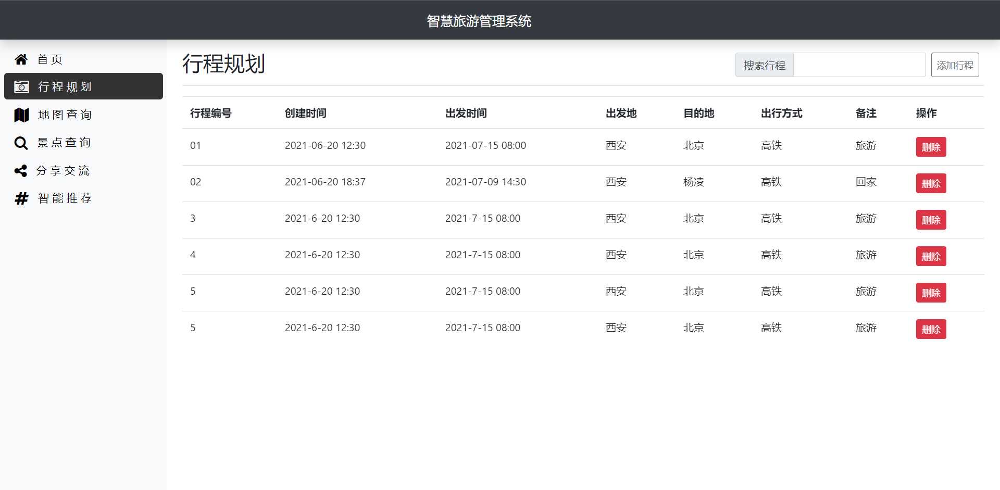 智慧旅游管理系统
首页
行程规划
地图查询
景点查询
分享交流
智能推荐
行程规划 搜索行程 添加行程
行程编号 创建时间 出发时间 出发地 目的地 出行方式 备注 操作
01 2021-06-20 12:30 2021-07-15 08:00 西安 北京 高铁 旅游 删除
02 2021-06-20 18:37 2021-07-09 14:30 西安 杨凌 高铁 回家 删除
3 2021-6-20 12:30 2021-7-15 08:00 西安 北京 高铁 旅游 删除
4 2021-6-20 12:30 2021-7-15 08:00 西安 北京 高铁 旅游 删除
5 2021-6-20 12:30 2021-7-15 08:00 西安 北京 高铁 旅游 删除
5 2021-6-20 12:30 2021-7-15 08:00 西安 北京 高铁 旅游 删除